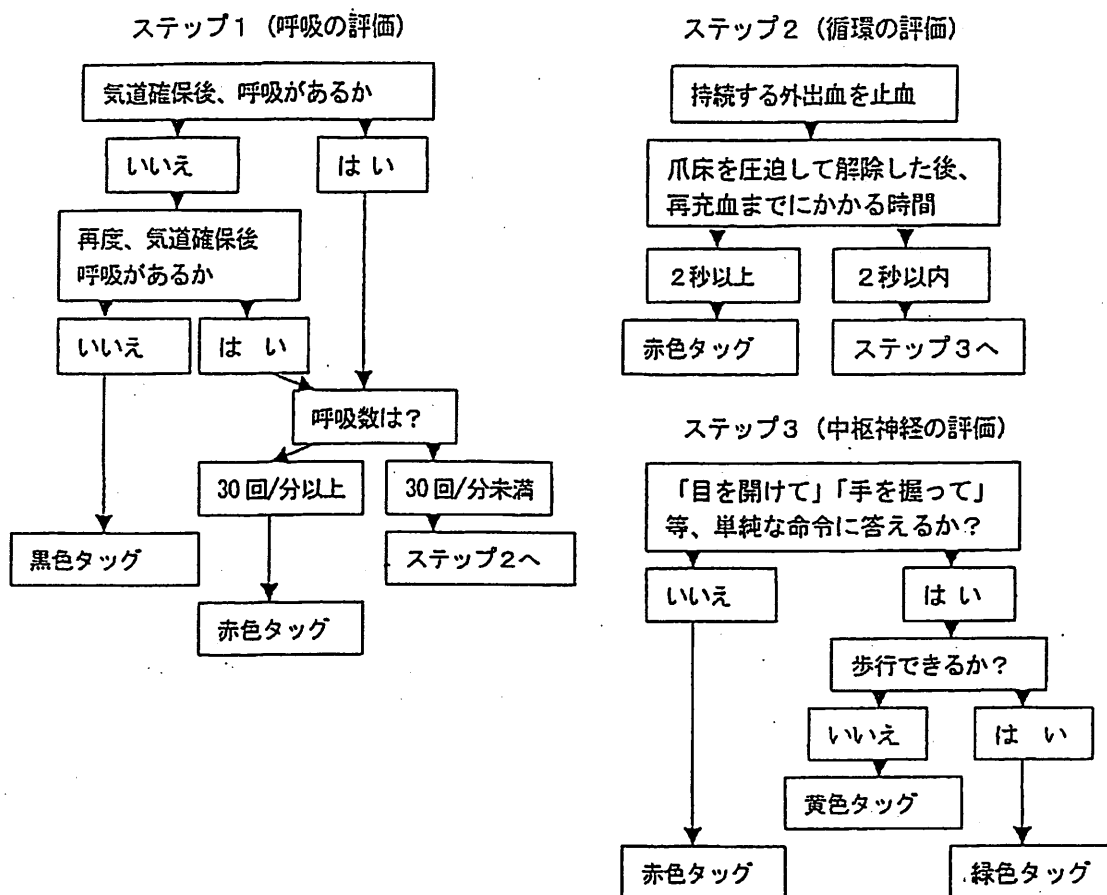 ステップ1（呼吸の評価）
気道確保後、呼吸があるか
いいえ
はい
再度、気道確保後
呼吸があるか
いいえ
はい
呼吸数は？
30回/分以上
30回/分未満
黒色タッグ
ステップ2へ
赤色タッグ
ステップ2（循環の評価）
持続する外出血を止血
爪床を圧迫して解除した後、
再充血までにかかる時間
2秒以上
2秒以内
赤色タッグ
ステップ3へ
ステップ3（中枢神経の評価）
「目を開けて」「手を握って」
等、単純な命令に答えるか？
いいえ
はい
歩行できるか？
いいえ
はい
黄色タッグ
赤色タッグ
緑色タッグ